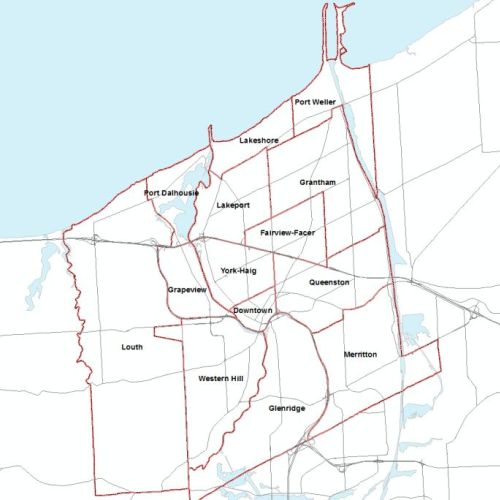 Port Weller
Lakeshore
Grantham
Port Dalhousie
Lakeport
Fairview-Facer
York-Haig
Queenston
Grapeview
Downtown
Louth
Merritton
Western Hill
Glenridge